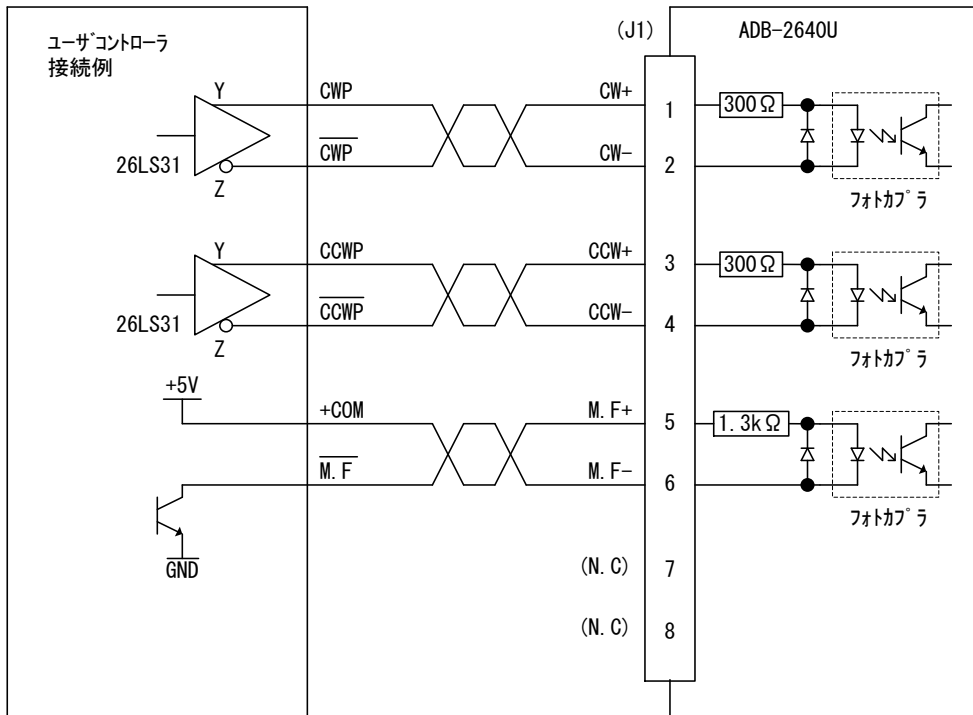 (J1)
ADB-2640U
ユーザコントローラ
接続例
Y
CWP
CW+
1
300Ω
26LS31
CWP
CW-
2
Z
フォトカプラ
Y
CCWP
CCW+
3
300Ω
26LS31
CCWP
CCW-
4
Z
フォトカプラ
+5V
+COM
M.F+
5
1.3kΩ
M.F
M.F-
6
フォトカプラ
GND
(N.C)
7
(N.C)
8